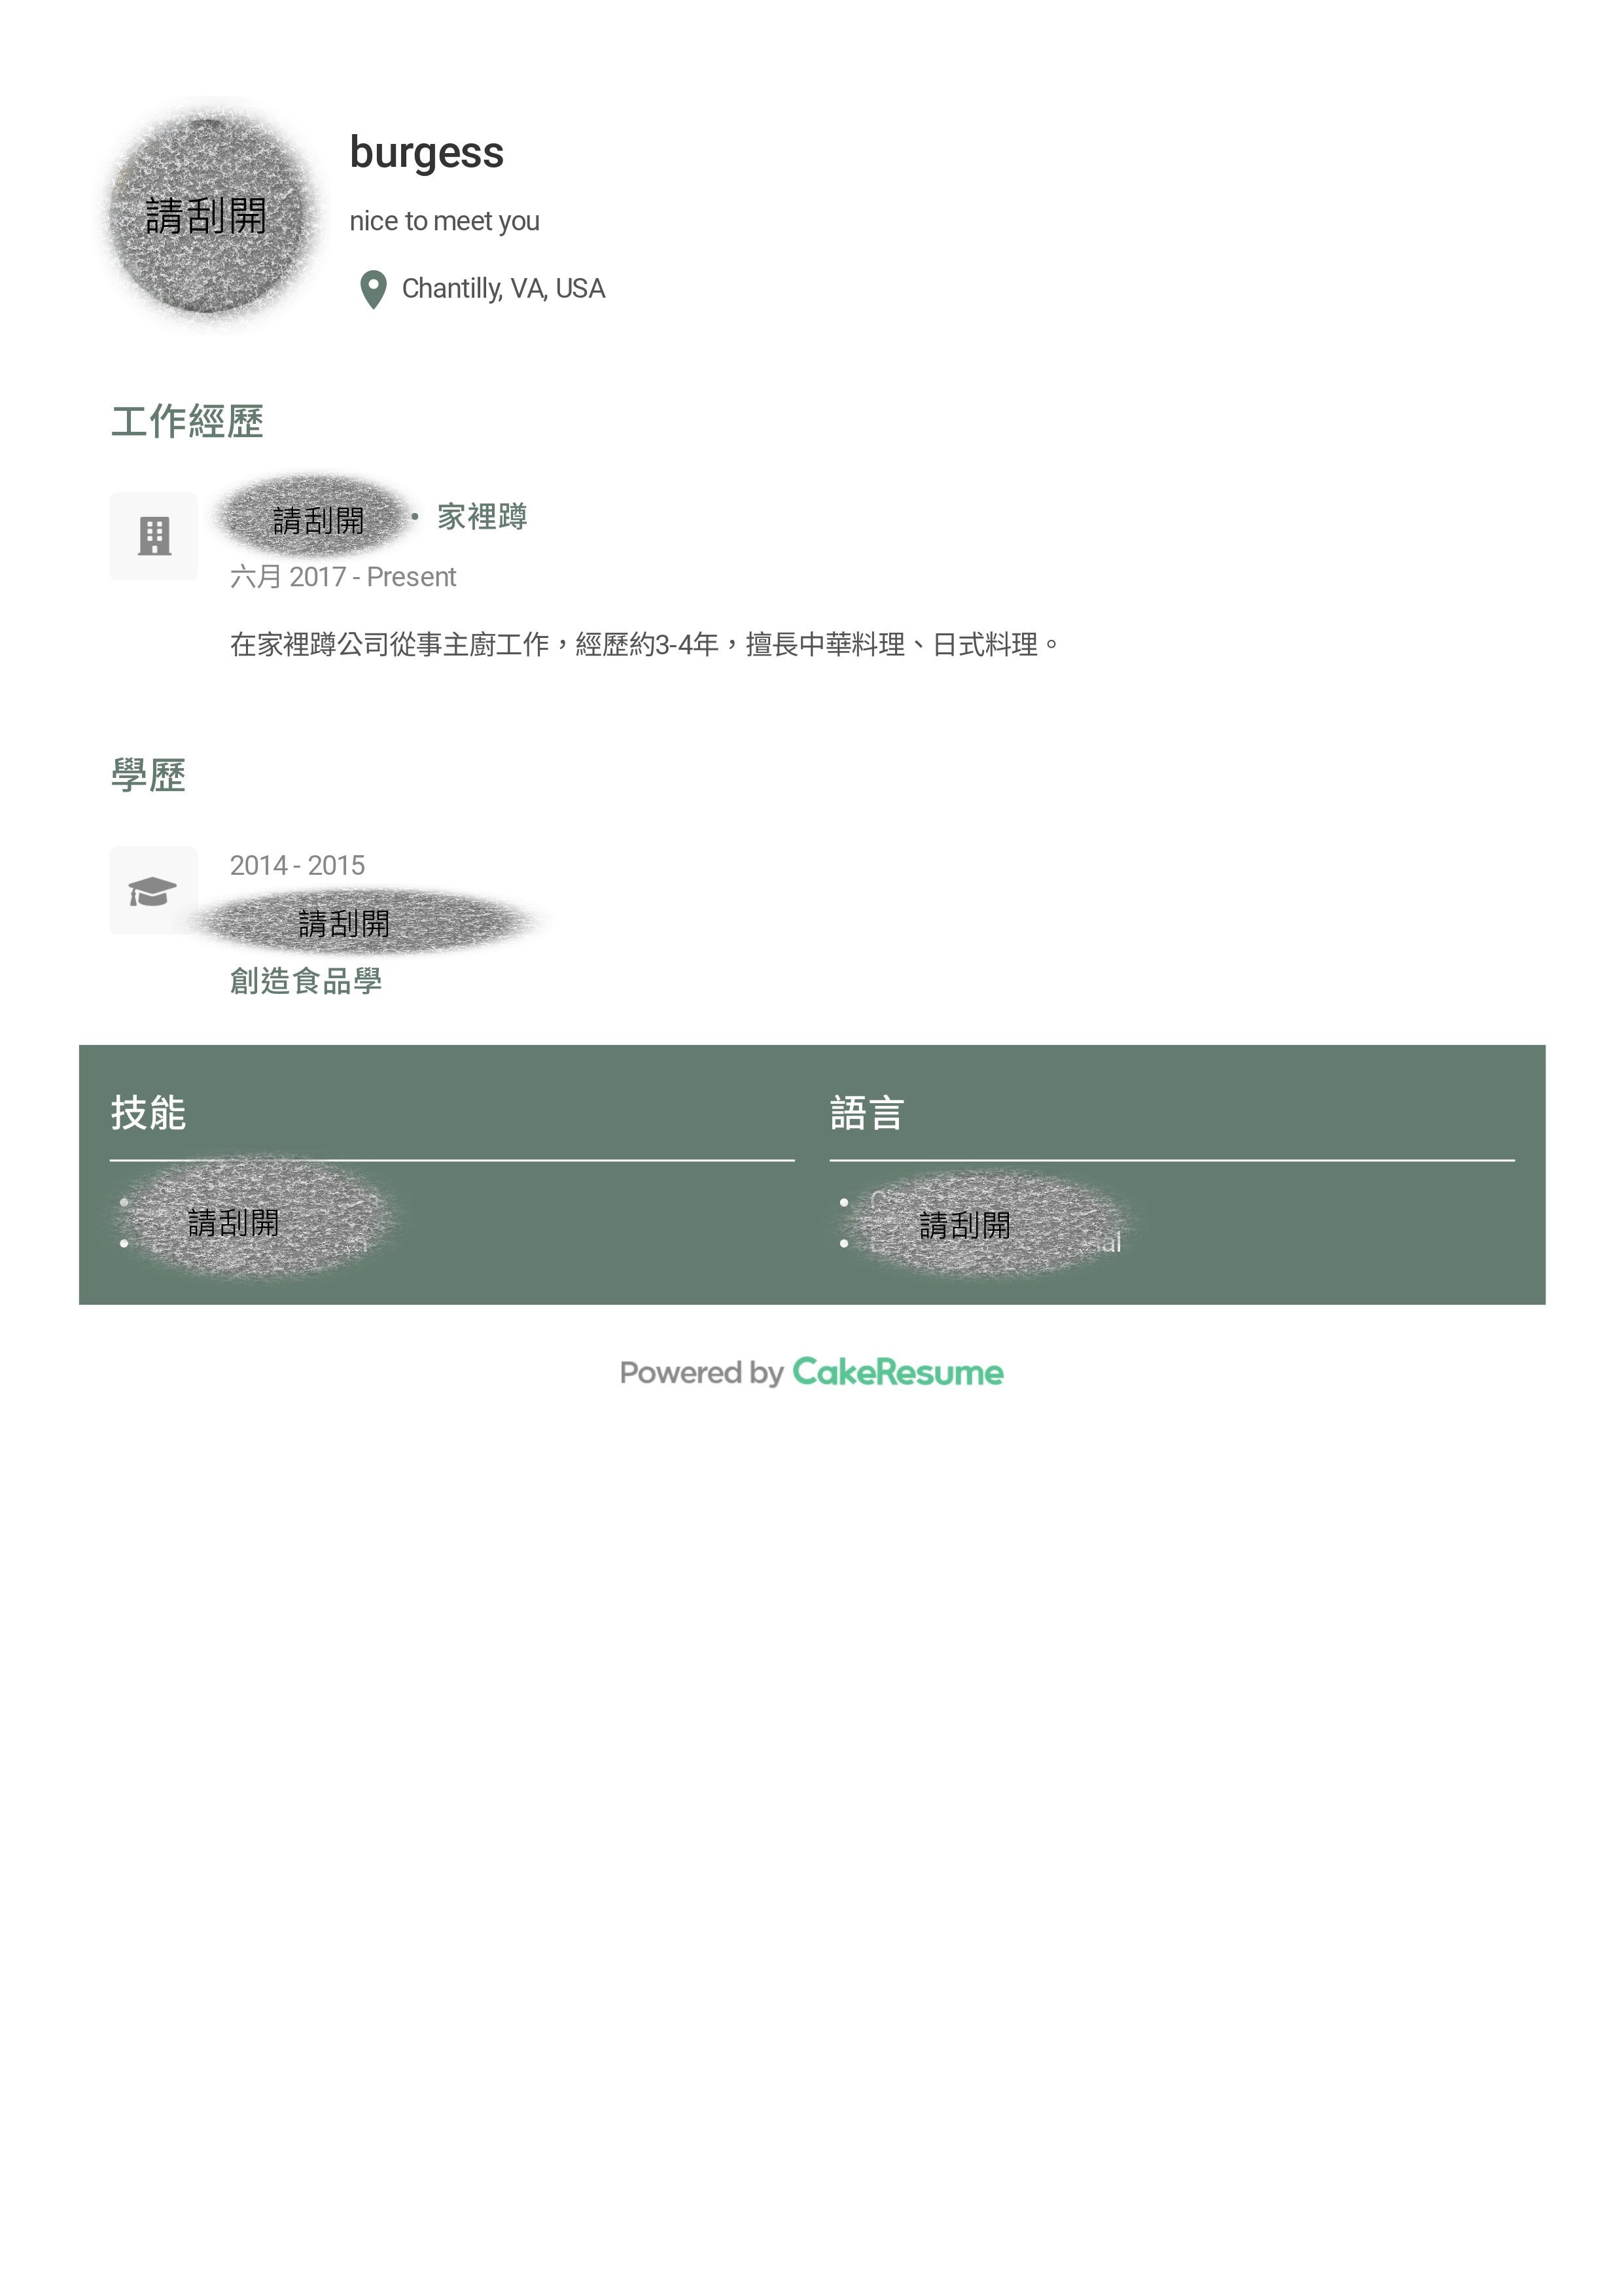 請刮開
burgess
nice to meet you
Chantilly, VA, USA
工作經歷
請刮開 • 家裡蹲
六月 2017 - Present
在家裡蹲公司從事主廚工作，經歷約3-4年，擅長中華料理、日式料理。
學歷
2014 - 2015
請刮開
創造食品學
技能
請刮開
語言
請刮開
Powered by CakeResume